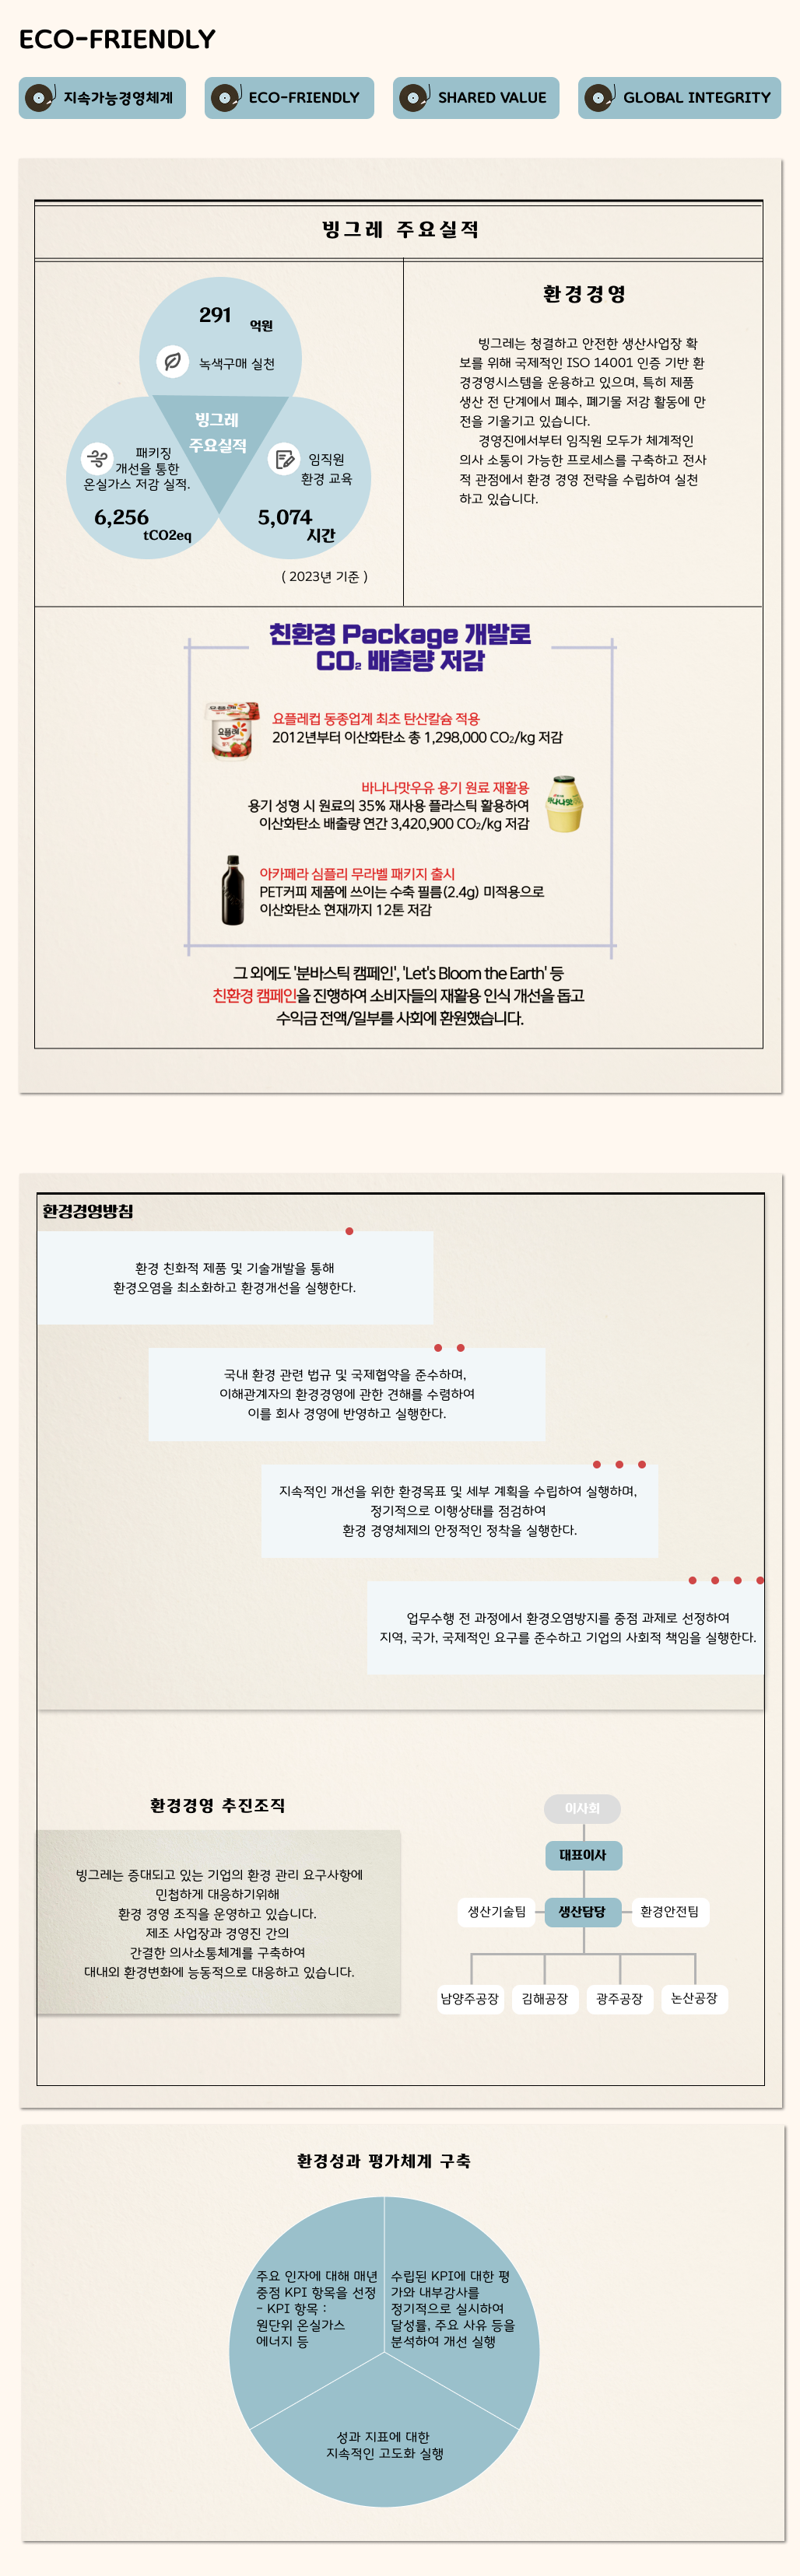 ECO-FRIENDLY
지속가능경영체계
ECO-FRIENDLY
SHARED VALUE
GLOBAL INTEGRITY
빙그레 주요실적
291 억원
녹색구매 실천
빙그레
주요실적
패키징
개선을 통한
온실가스 저감 실적.
6,256
tCO2eq
임직원
환경 교육
5,074
시간
( 2023년 기준 )
환경경영
빙그레는 청결하고 안전한 생산사업장 확
보를 위해 국제적인 ISO 14001 인증 기반 환
경경영시스템을 운용하고 있으며, 특히 제품
생산 전 단계에서 폐수, 폐기물 저감 활동에 만
전을 기울이고 있습니다.
경영진에서부터 임직원 모두가 체계적인
의사 소통이 가능한 프로세스를 구축하고 전사
적 관점에서 환경 경영 전략을 수립하여 실천
하고 있습니다.
친환경 Package 개발로
CO₂ 배출량 저감
요플레
요플레컵 동종업계 최초 탄산칼슘 적용
2012년부터 이산화탄소 총 1,298,000 CO₂/kg 저감
바나나맛우유 용기 원료 재활용
용기 성형 시 원료의 35% 재사용 플라스틱 활용하여
이산화탄소 배출량 연간 3,420,900 CO₂/kg 저감
바나나맛
아카페라 심플리 무라벨 패키지 출시
PET커피 제품에 쓰이는 수축 필름(2.4g) 미적용으로
이산화탄소 현재까지 12톤 저감
그 외에도 '분바스틱 캠페인', 'Let's Bloom the Earth' 등
친환경 캠페인을 진행하여 소비자들의 재활용 인식 개선을 돕고
수익금 전액/일부를 사회에 환원했습니다.
환경경영방침
환경 친화적 제품 및 기술개발을 통해
환경오염을 최소화하고 환경개선을 실행한다.
국내 환경 관련 법규 및 국제협약을 준수하며,
이해관계자의 환경경영에 관한 견해를 수렴하여
이를 회사 경영에 반영하고 실행한다.
지속적인 개선을 위한 환경목표 및 세부 계획을 수립하여 실행하며,
정기적으로 이행상태를 점검하여
환경 경영체제의 안정적인 정착을 실행한다.
업무수행 전 과정에서 환경오염방지를 중점 과제로 선정하여
지역, 국가, 국제적인 요구를 준수하고 기업의 사회적 책임을 실행한다.
환경경영 추진조직
빙그레는 증대되고 있는 기업의 환경 관리 요구사항에
민첩하게 대응하기위해
환경 경영 조직을 운영하고 있습니다.
제조 사업장과 경영진 간의
간결한 의사소통체계를 구축하여
대내외 환경변화에 능동적으로 대응하고 있습니다.
이사회
대표이사
생산기술팀
생산담당
환경안전팀
남양주공장
김해공장
광주공장
논산공장
환경성과 평가체계 구축
주요 인자에 대해 매년
중점 KPI 항목을 선정
- KPI 항목 :
원단위 온실가스
에너지 등
수립된 KPI에 대한 평
가와 내부감사를
정기적으로 실시하여
달성률, 주요 사유 등을
분석하여 개선 실행
성과 지표에 대한
지속적인 고도화 실행